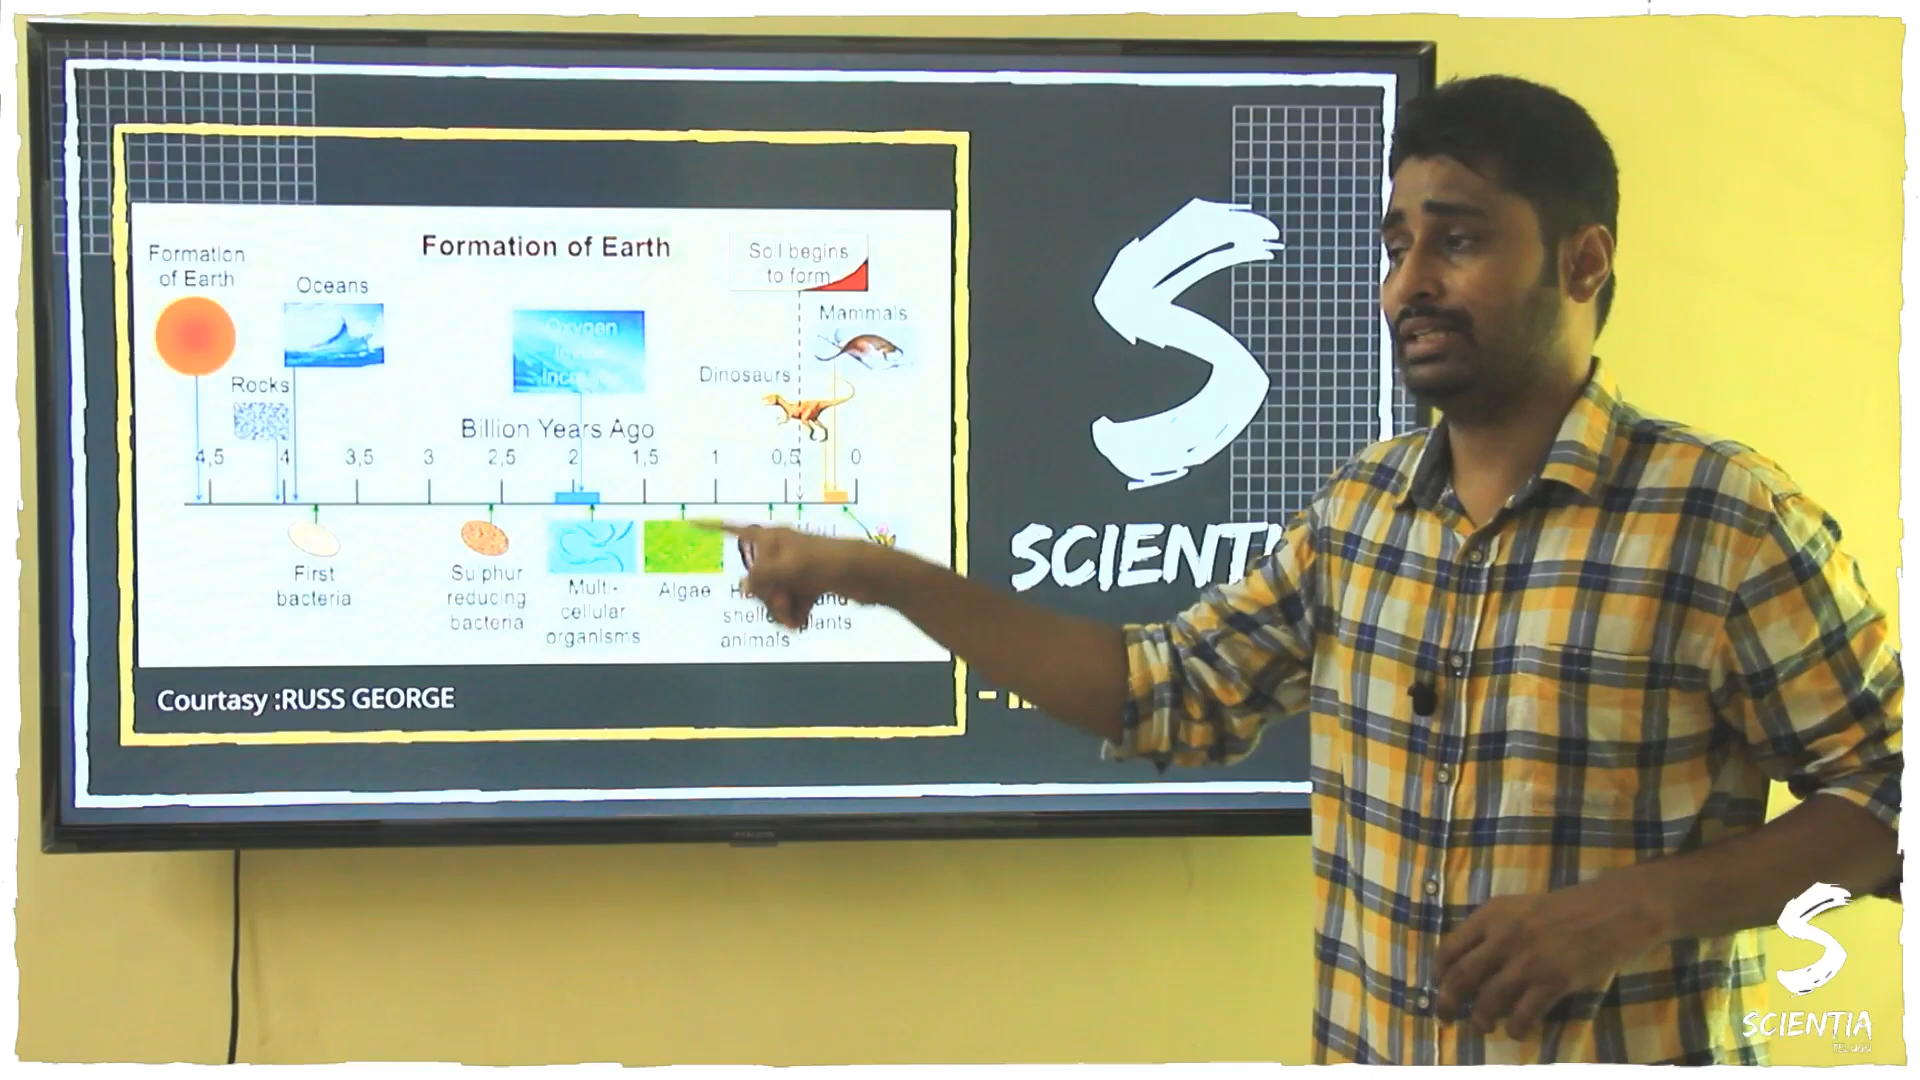 Formation of Earth
Formation
of Earth
Oceans
Rocks
Oxygen
Soil begins
to form
Mammals
Dinosaurs
Billion Years Ago
4,5 4 3,5 3 2,5 2 1,5 1 0,5 0
First
bacteria
Sulphur
reducing
bacteria
Multi-
cellular
organisms
Algae
animals
plants
Courtasy :RUSS GEORGE
S
S
SCIENTIA